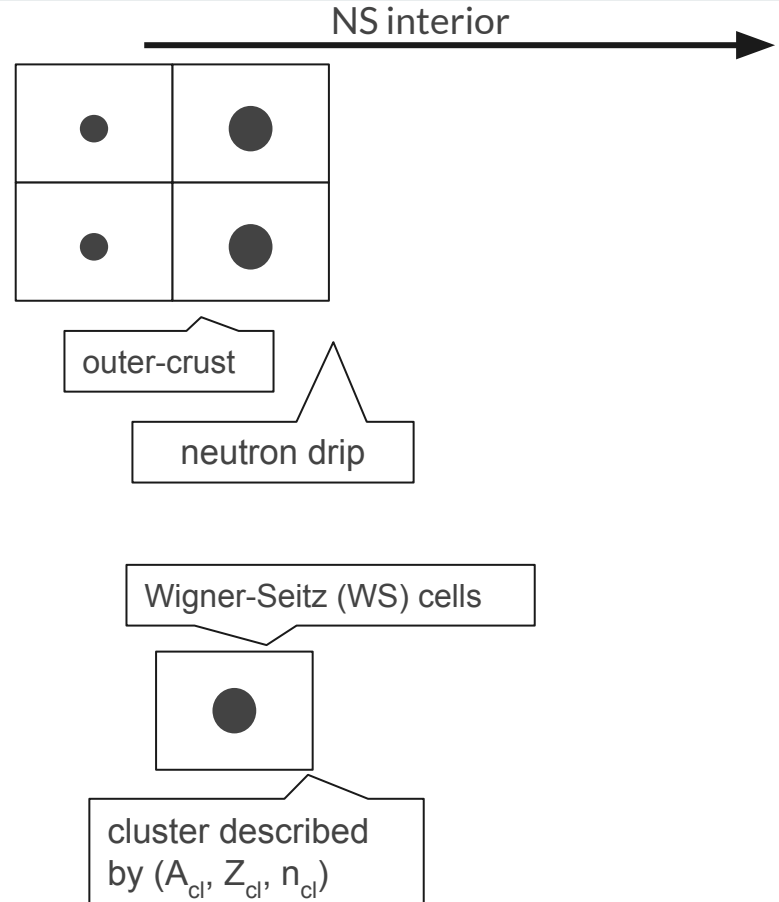 NS interior
outer-crust
neutron drip
Wigner-Seitz (WS) cells
cluster described
by (A_cl, Z_cl, n_cl)